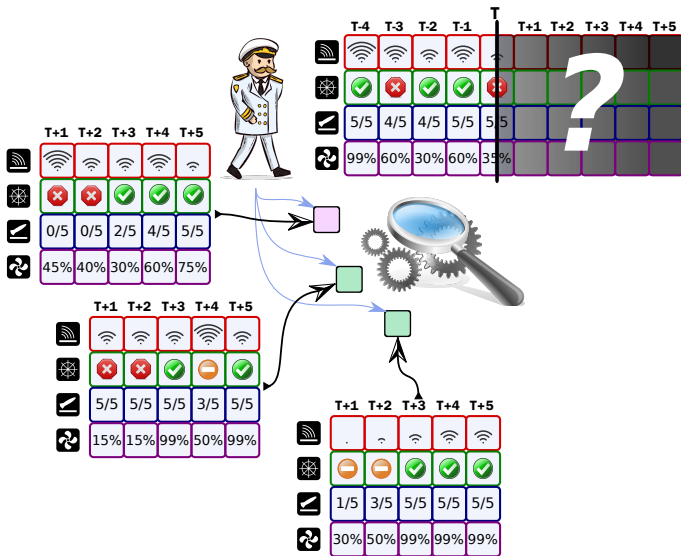 T
T-4 T-3 T-2 T-1 T+1 T+2 T+3 T+4 T+5
5/5 4/5 4/5 5/5 5/5
99% 60% 30% 60% 35%
?
T+1 T+2 T+3 T+4 T+5
0/5 0/5 2/5 4/5 5/5
45% 40% 30% 60% 75%
T+1 T+2 T+3 T+4 T+5
5/5 5/5 5/5 3/5 5/5
15% 15% 99% 50% 99%
T+1 T+2 T+3 T+4 T+5
1/5 3/5 5/5 5/5 5/5
30% 50% 99% 99% 99%